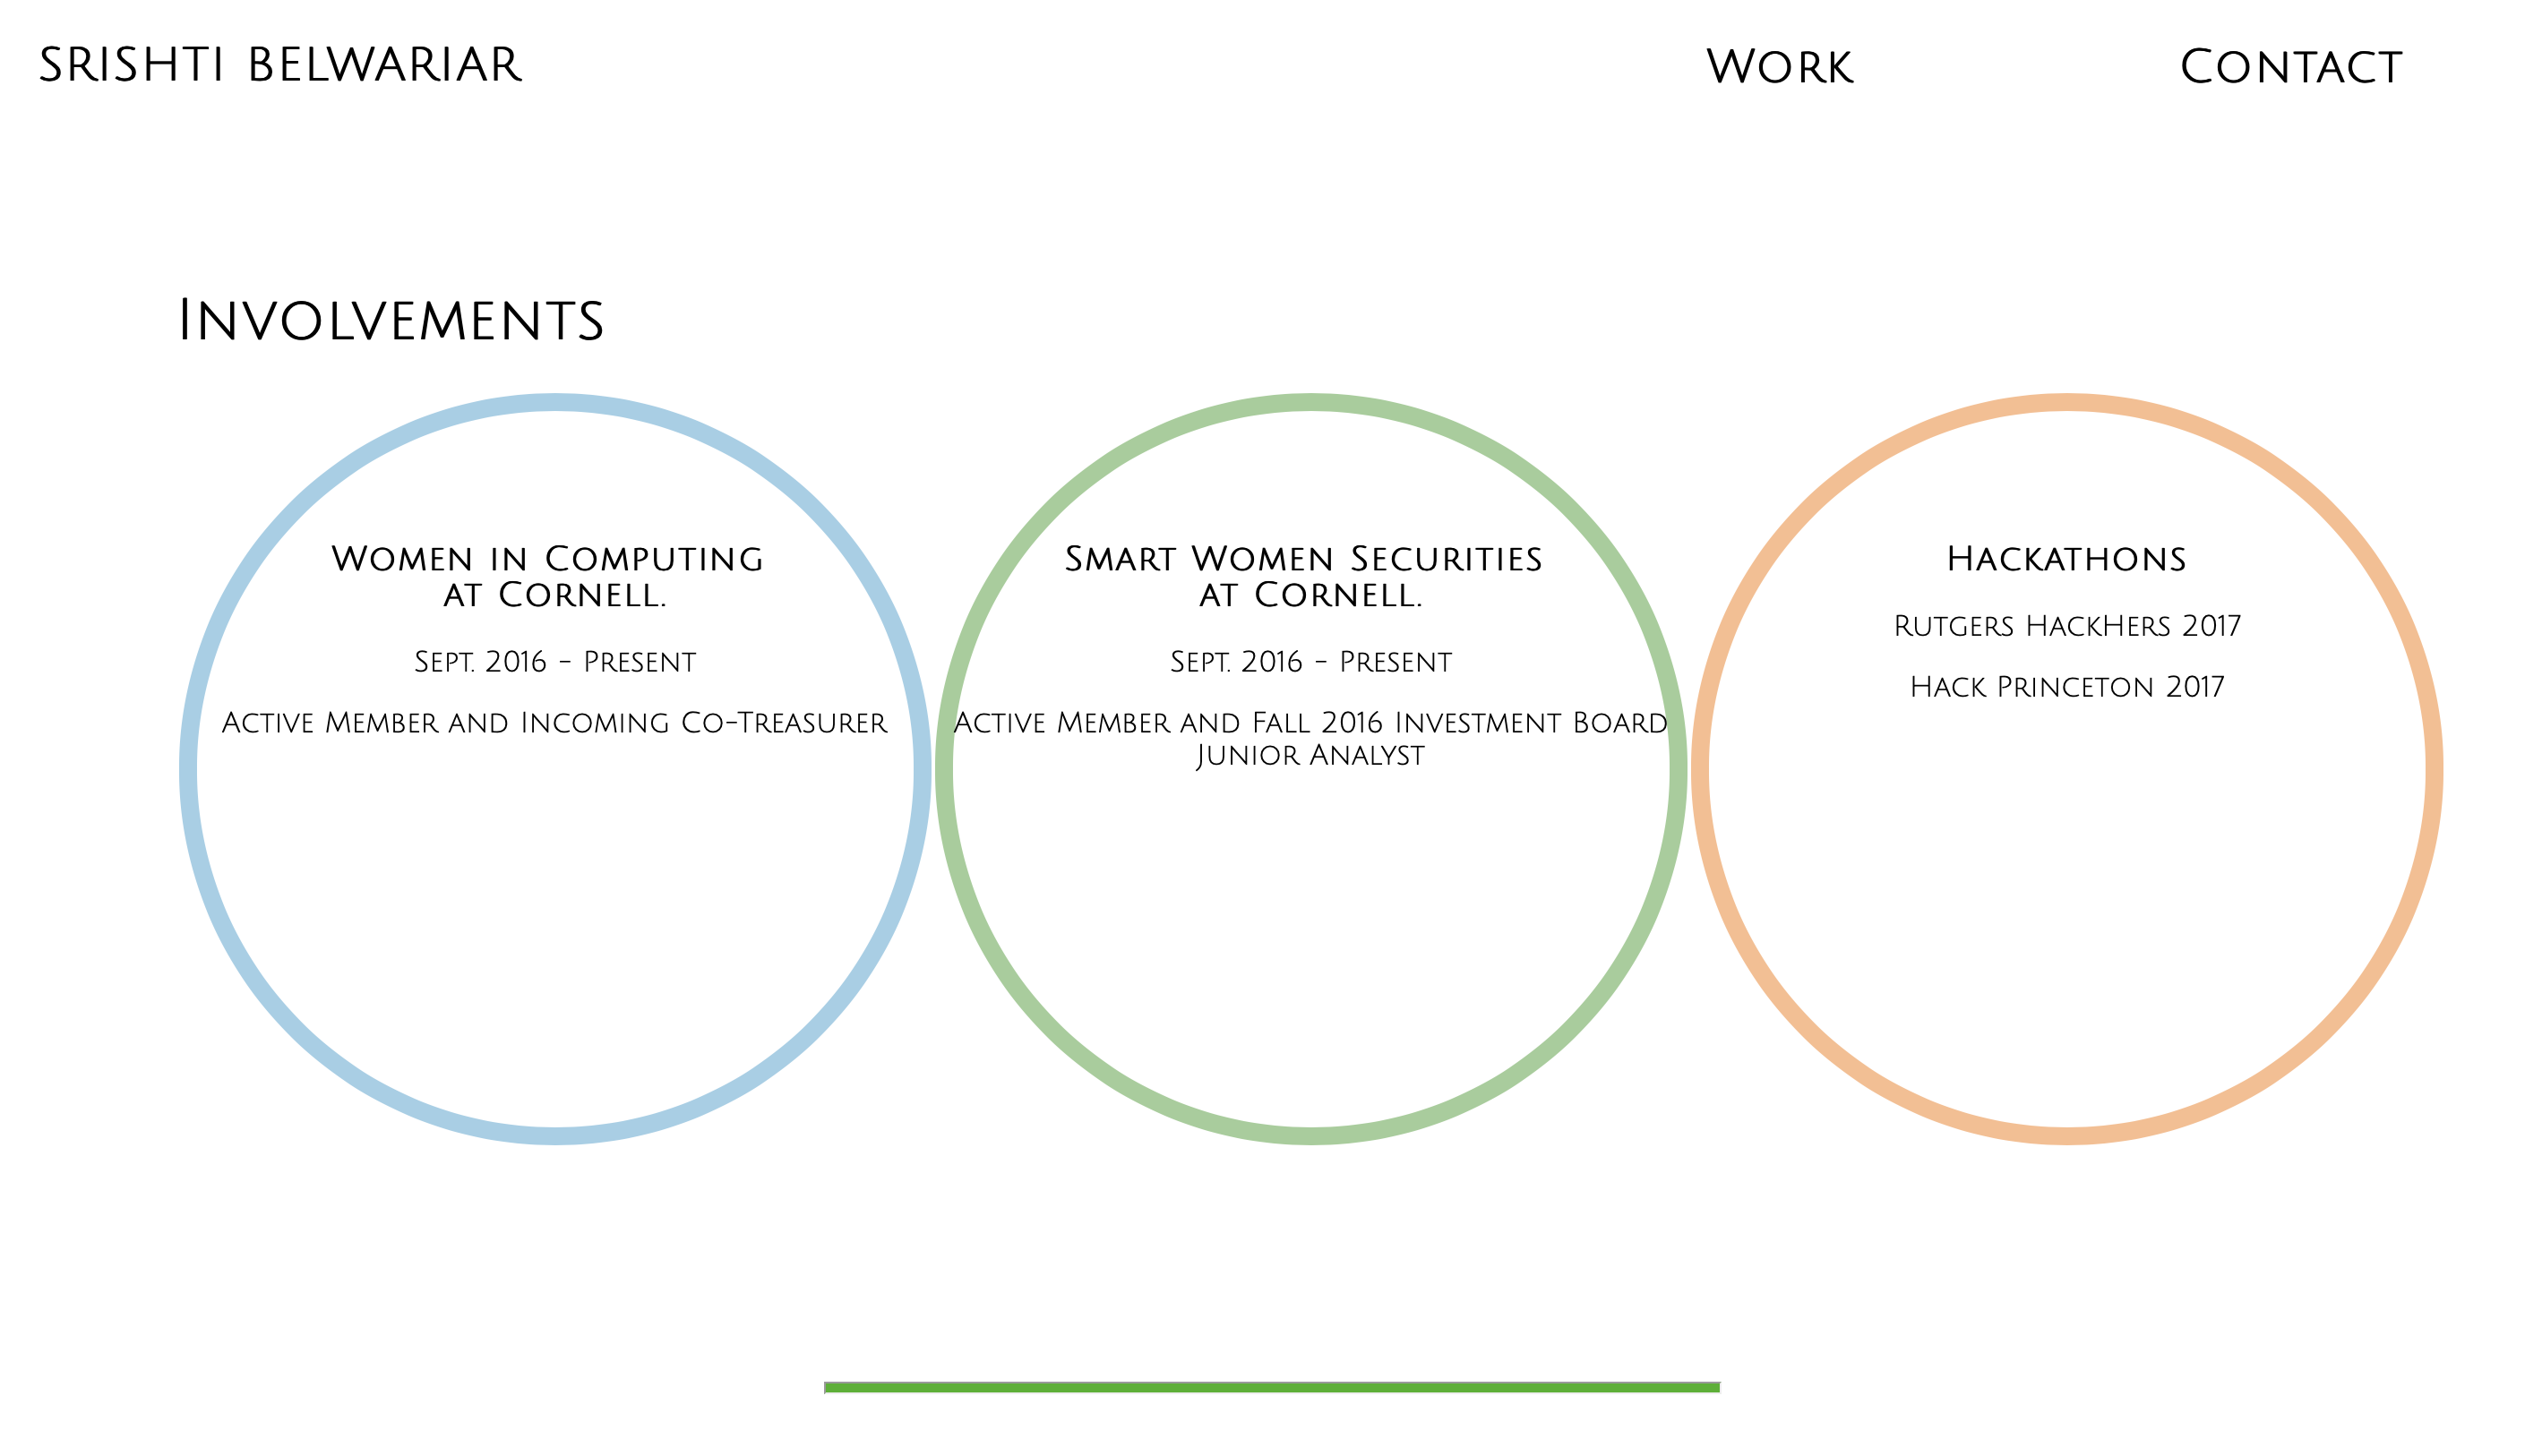 SRISHTI BELWARIAR
Work
Contact
Involvements
Women in Computing
at Cornell.
Sept. 2016 - Present
Active Member and Incoming Co-Treasurer
Smart Women Securities
at Cornell.
Sept. 2016 - Present
Active Member and Fall 2016 Investment Board
Junior Analyst
Hackathons
Rutgers HackHers 2017
Hack Princeton 2017